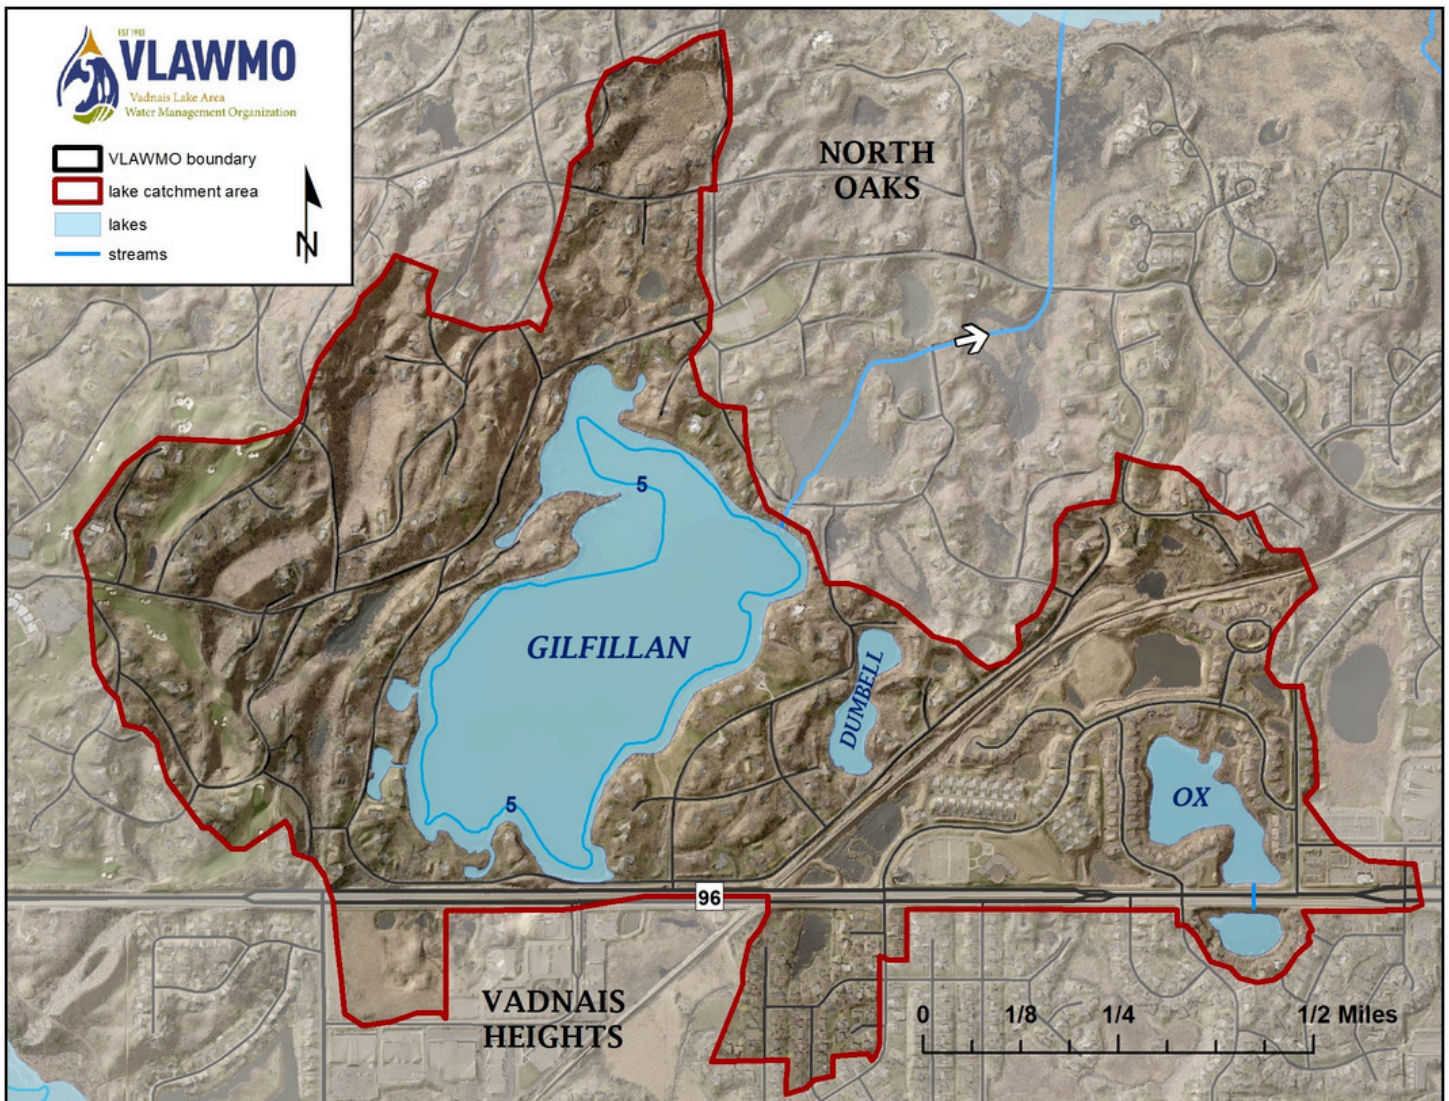 EST 1983
VLAWMO
Vadnais Lake Area
Water Management Organization
VLAWMO boundary
lake catchment area
lakes
streams
N
NORTH
OAKS
5
GILFILLAN
DUMBELL
OX
5
96
VADNAIS
HEIGHTS
0 1/8 1/4 1/2 Miles